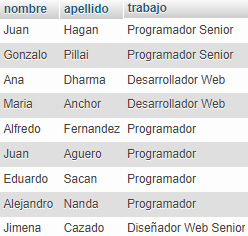 nombre apellido trabajo
Juan Hagan Programador Senior
Gonzalo Pillai Programador Senior
Ana Dharma Desarrollador Web
Maria Anchor Desarrollador Web
Alfredo Fernandez Programador
Juan Aguero Programador
Eduardo Sacan Programador
Alejandro Nanda Programador
Jimena Cazado Diseñador Web Senior